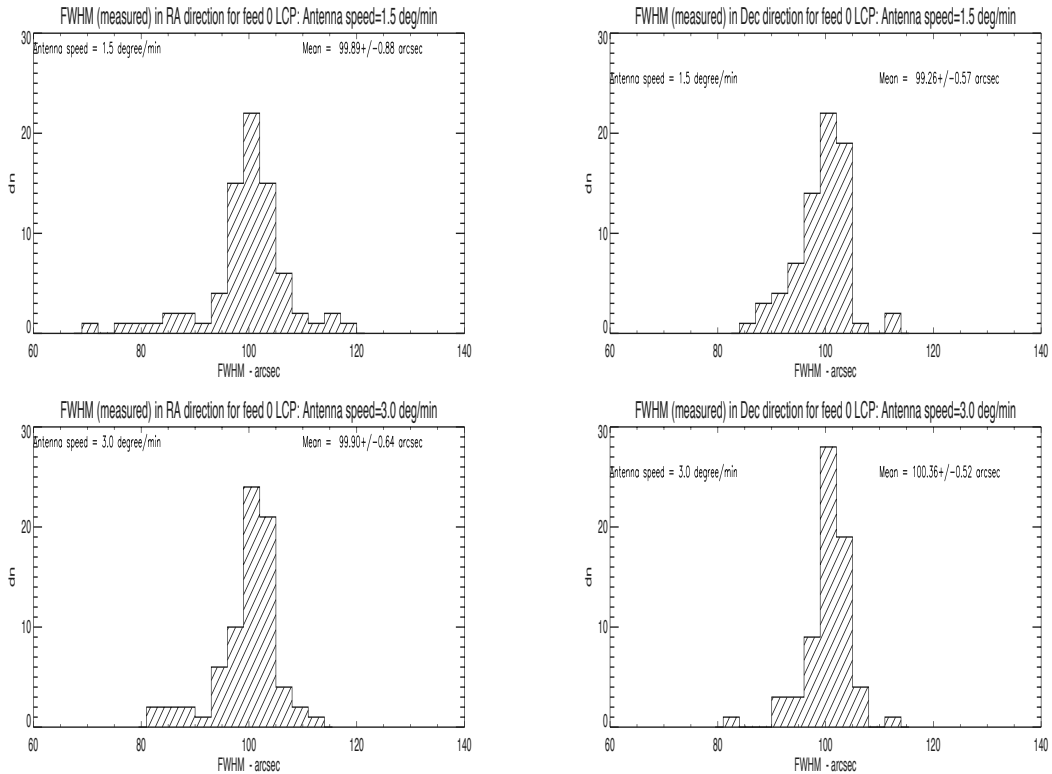 FWHM (measured) in RA direction for feed 0 LCP: Antenna speed=1.5 deg/min
Antenna speed = 1.5 degree/min
Mean = 99.89+/-0.88 arcsec
30
20
10
0
dn
60 80 100 120 140
FWHM - arcsec
FWHM (measured) in Dec direction for feed 0 LCP: Antenna speed=1.5 deg/min
Antenna speed = 1.5 degree/min
Mean = 99.26+/-0.57 arcsec
30
20
10
0
dn
60 80 100 120 140
FWHM - arcsec
FWHM (measured) in RA direction for feed 0 LCP: Antenna speed=3.0 deg/min
Antenna speed = 3.0 degree/min
Mean = 99.90+/-0.64 arcsec
30
20
10
0
dn
60 80 100 120 140
FWHM - arcsec
FWHM (measured) in Dec direction for feed 0 LCP: Antenna speed=3.0 deg/min
Antenna speed = 3.0 degree/min
Mean = 100.36+/-0.52 arcsec
30
20
10
0
dn
60 80 100 120 140
FWHM - arcsec